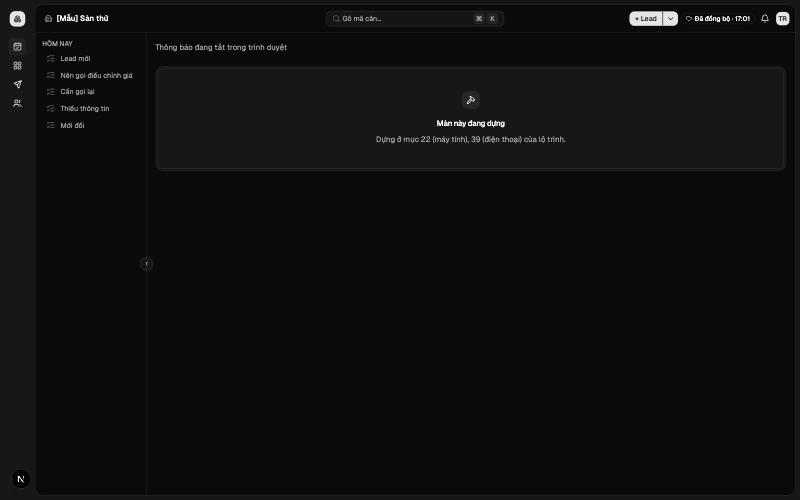 [Mẫu] Sàn thử
Gõ mã căn...
⌘ K
+ Lead
Đã đồng bộ · 17:01
TR
HÔM NAY
Lead mới
Nên gọi điều chỉnh giá
Cần gọi lại
Thiếu thông tin
Mới đổi
Thông báo đang tắt trong trình duyệt
Màn này đang dựng
Dựng ở mục 22 (máy tính), 39 (điện thoại) của lộ trình.
N